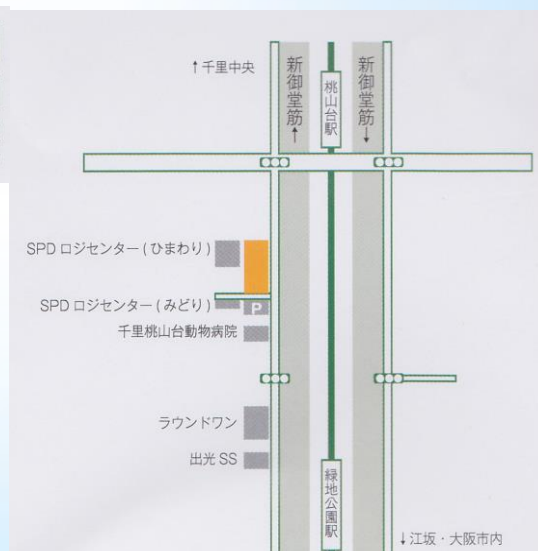 ↑千里中央
新御堂筋↑
桃山台駅
新御堂筋↓
SPD ロジセンター ( ひまわり )
SPD ロジセンター ( みどり )
P
千里桃山台動物病院
ラウンドワン
出光 SS
緑地公園駅
↓江坂・大阪市内